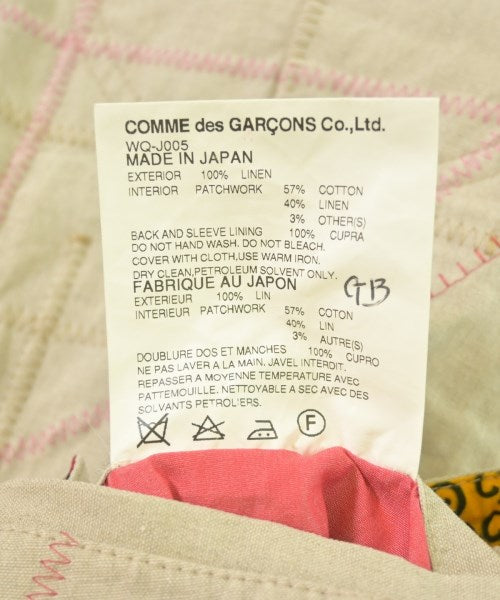 COMME des GARÇONS Co.,Ltd.
WQ-J005
MADE IN JAPAN
EXTERIOR 100% LINEN
INTERIOR PATCHWORK 57% COTTON
40% LINEN
3% OTHER(S)
BACK AND SLEEVE LINING 100% CUPRA
DO NOT HAND WASH. DO NOT BLEACH.
COVER WITH CLOTH,USE WARM IRON.
DRY CLEAN,PETROLEUM SOLVENT ONLY.
FABRIQUE AU JAPON
GB
EXTERIEUR 100% LIN
INTERIEUR PATCHWORK 57% COTON
40% LIN
3% AUTRE(S)
DOUBLURE DOS ET MANCHES 100% CUPRO
NE PAS LAVER A LA MAIN. JAVEL INTERDIT.
REPASSER A MOYENNE TEMPERATURE AVEC
PATTEMOUILLE. NETTOYABLE A SEC AVEC DES
SOLVANTS PETROL'ERS.
F